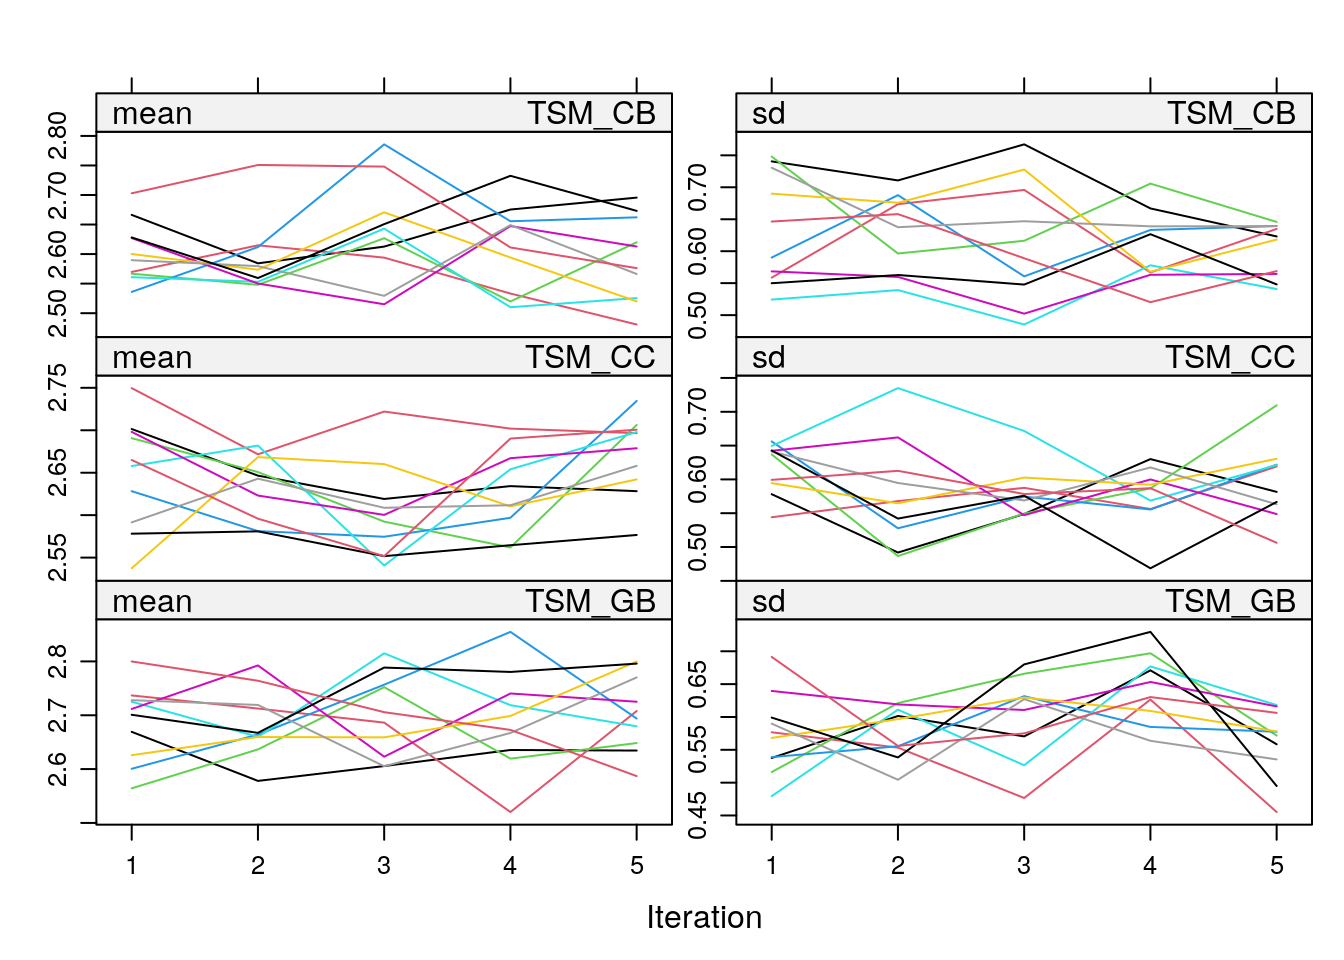 mean TSM_CB
2.50 2.60 2.70 2.80
sd TSM_CB
0.50 0.60 0.70
mean TSM_CC
2.55 2.65 2.75
sd TSM_CC
0.50 0.60 0.70
mean TSM_GB
2.6 2.7 2.8
sd TSM_GB
0.45 0.55 0.65
1 2 3 4 5
1 2 3 4 5
Iteration